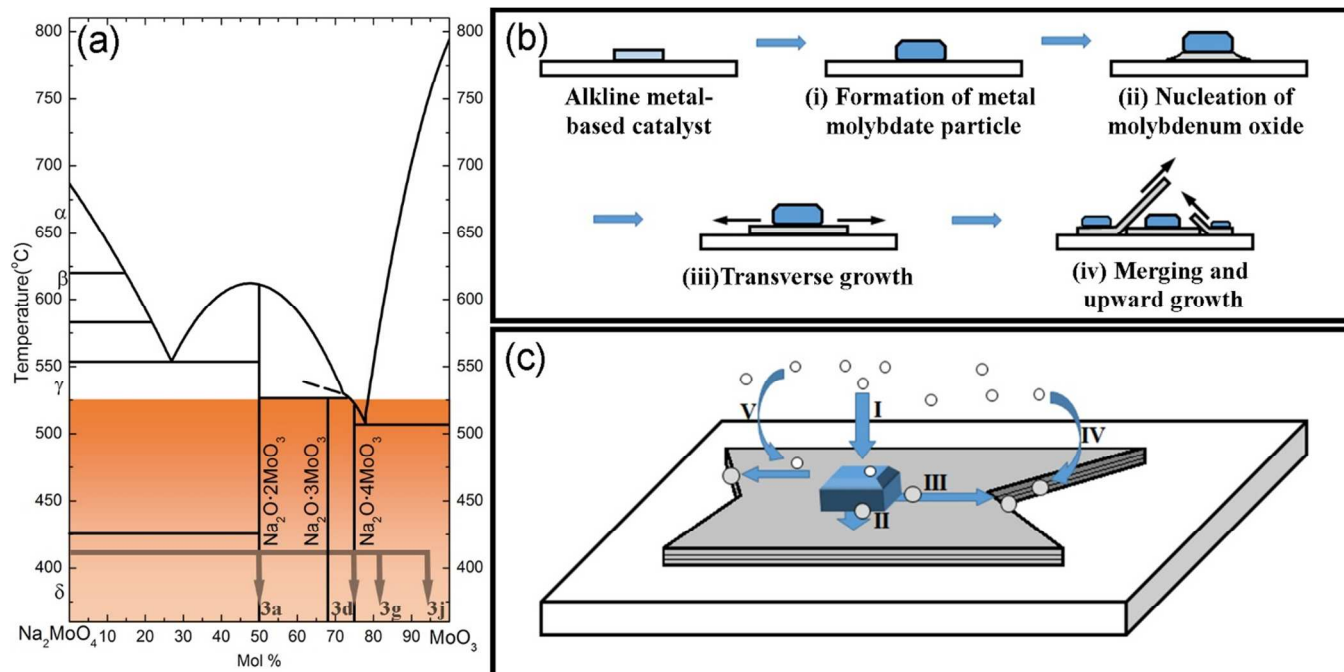 (a)
800
750
700
650
600
550
500
450
400
800
750
700
650
600
550
500
450
400
Temperature(°C)
α
β
γ
δ
Na₂O·2MoO₃
Na₂O·3MoO₃
Na₂O·4MoO₃
3a
3d
3g
3j
Na₂MoO₄
10 20 30 40 50 60 70 80 90
MoO₃
Mol %
(b)
Alkline metal-
based catalyst
(i) Formation of metal
molybdate particle
(ii) Nucleation of
molybdenum oxide
(iii)Transverse growth
(iv) Merging and
upward growth
(c)
V
I
IV
III
II